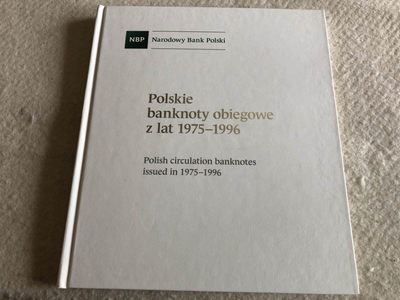 NBP Narodowy Bank Polski
Polskie
banknoty obiegowe
z lat 1975–1996
Polish circulation banknotes
issued in 1975–1996